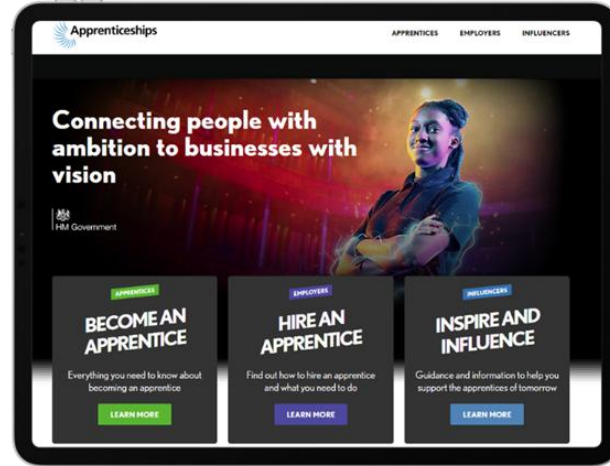 Apprenticeships
APPRENTICES EMPLOYERS INFLUENCERS
Connecting people with
ambition to businesses with
vision
HM Government
APPRENTICES
BECOME AN
APPRENTICE
Everything you need to know about
becoming an apprentice
LEARN MORE
EMPLOYERS
HIRE AN
APPRENTICE
Find out how to hire an apprentice
and what you need to do
LEARN MORE
INFLUENCERS
INSPIRE AND
INFLUENCE
Guidance and information to help you
support the apprentices of tomorrow
LEARN MORE